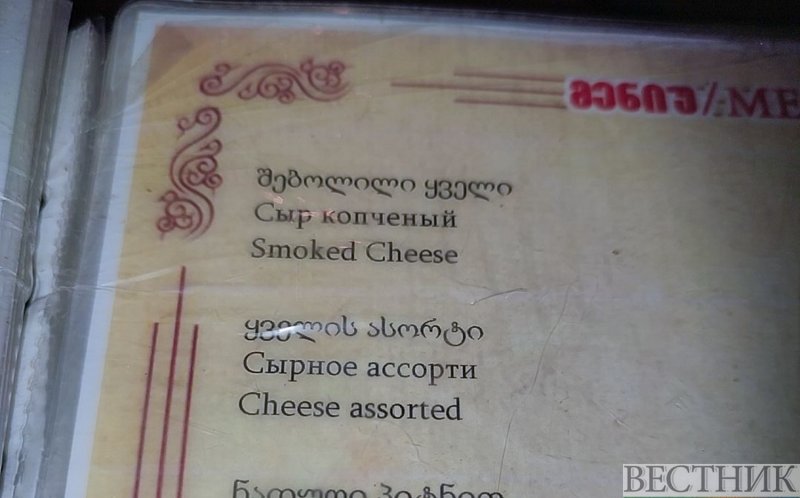 მენიუ/ME
შებოლილი ყველი
Сыр копченый
Smoked Cheese
ყველის ასორტი
Сырное ассорти
Cheese assorted
ВЕСТНИК